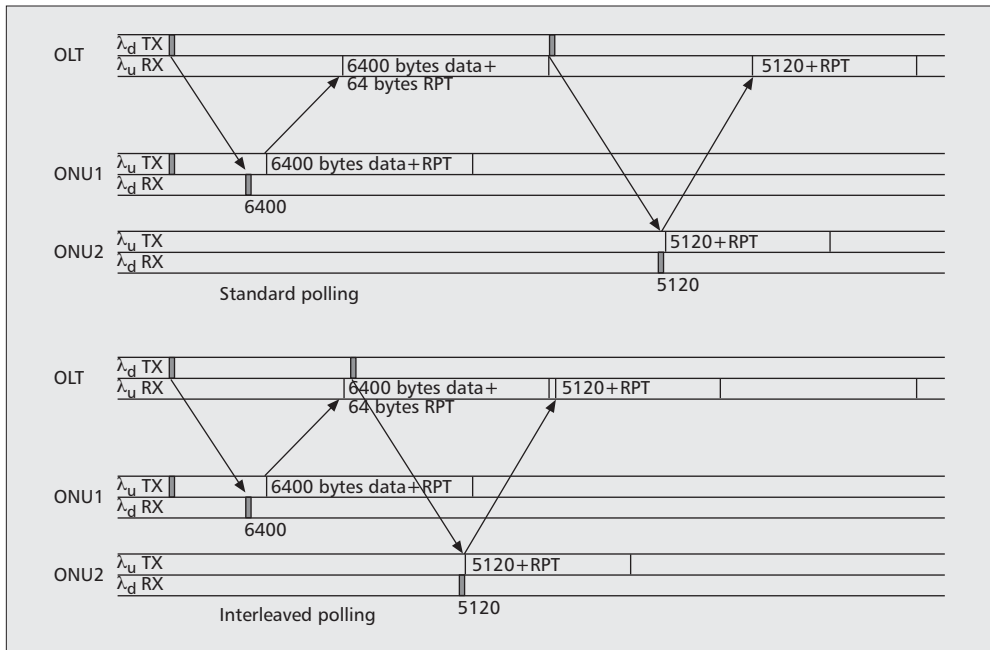 OLT
λd TX
λu RX
6400 bytes data+
64 bytes RPT
5120+RPT
ONU1
λu TX
λd RX
6400 bytes data+RPT
6400
ONU2
λu TX
λd RX
5120+RPT
5120
Standard polling
OLT
λd TX
λu RX
6400 bytes data+
64 bytes RPT
5120+RPT
ONU1
λu TX
λd RX
6400 bytes data+RPT
6400
ONU2
λu TX
λd RX
5120+RPT
5120
Interleaved polling